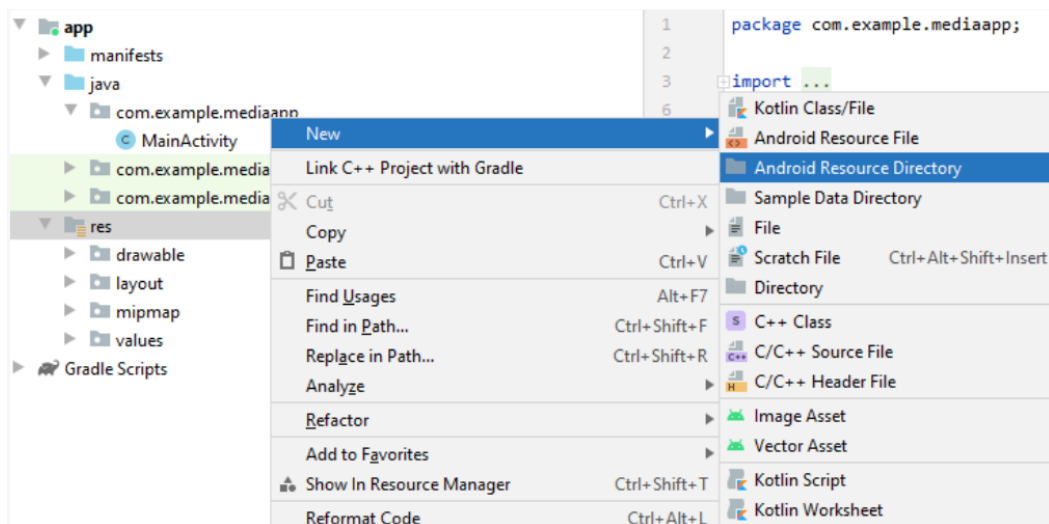 app
manifests
java
com.example.mediaapp
MainActivity
com.example.media
com.example.media
res
drawable
layout
mipmap
values
Gradle Scripts
1
2
3
6
package com.example.mediaapp;
import ...
New
Link C++ Project with Gradle
Cut Ctrl+X
Copy
Paste Ctrl+V
Find Usages Alt+F7
Find in Path... Ctrl+Shift+F
Replace in Path... Ctrl+Shift+R
Analyze
Refactor
Add to Favorites
Show In Resource Manager Ctrl+Shift+T
Reformat Code Ctrl+Alt+L
Kotlin Class/File
Android Resource File
Android Resource Directory
Sample Data Directory
File
Scratch File Ctrl+Alt+Shift+Insert
Directory
S C++ Class
C++ C/C++ Source File
H C/C++ Header File
Image Asset
Vector Asset
Kotlin Script
Kotlin Worksheet